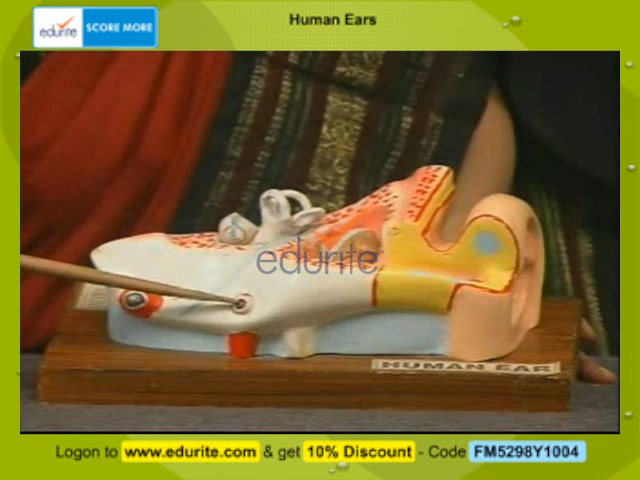 Human Ears
edurite SCORE MORE
edurite
HUMAN EAR
Logon to www.edurite.com & get 10% Discount - Code FM5298Y1004